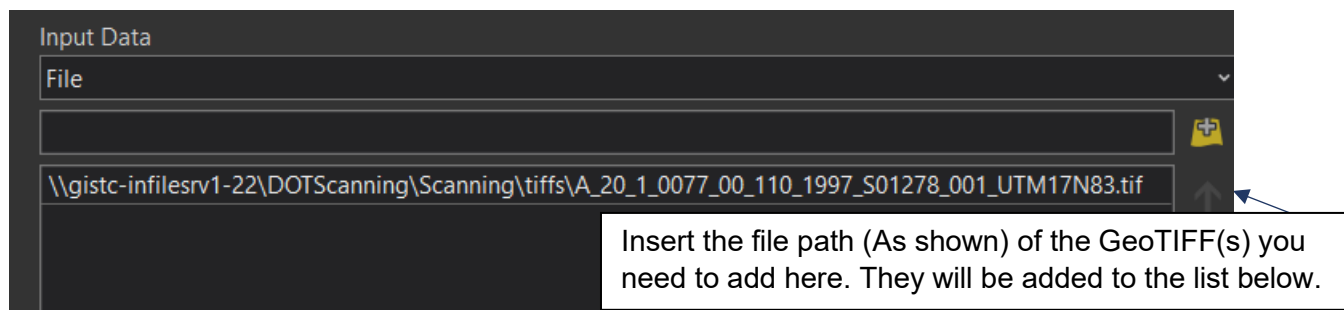 Input Data
File
\\gistc-infilesrv1-22\DOTScanning\Scanning\tiffs\A_20_1_0077_00_110_1997_S01278_001_UTM17N83.tif
Insert the file path (As shown) of the GeoTIFF(s) you
need to add here. They will be added to the list below.